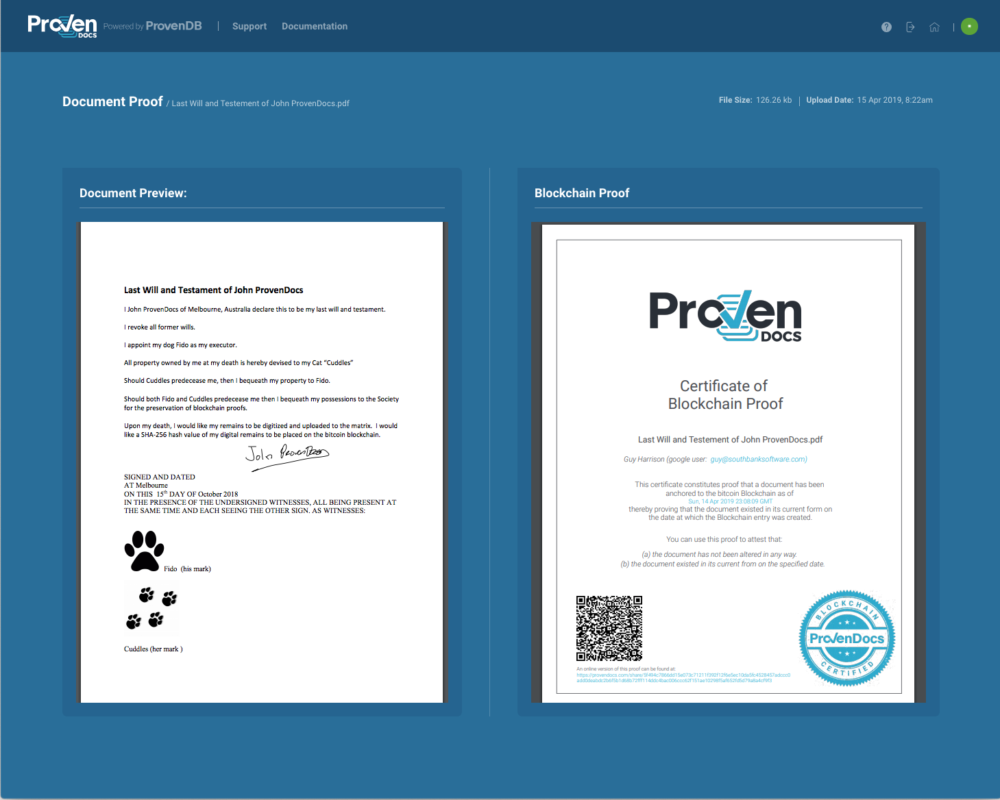 Proven DOCS Powered by ProvenDB | Support Documentation
Document Proof / Last Will and Testement of John ProvenDocs.pdf
File Size: 126.26 kb | Upload Date: 15 Apr 2019, 8:22am
Document Preview:
Last Will and Testament of John ProvenDocs
I John ProvenDocs of Melbourne, Australia declare this to be my last will and testament.
I revoke all former wills.
I appoint my dog Fido as my executor.
All property owned by me at my death is hereby devised to my Cat “Cuddles”
Should Cuddles predecease me, then I bequeath my property to Fido.
Should both Fido and Cuddles predecease me then I bequeath my possessions to the Society
for the preservation of blockchain proofs.
Upon my death, I would like my remains to be digitized and uploaded to the matrix. I would
like a SHA-256 hash value of my digital remains to be placed on the bitcoin blockchain.
John ProvenDocs
SIGNED AND DATED
AT Melbourne
ON THIS 15th DAY OF October 2018
IN THE PRESENCE OF THE UNDERSIGNED WITNESSES, ALL BEING PRESENT AT
THE SAME TIME AND EACH SEEING THE OTHER SIGN. AS WITNESSES:
Fido (his mark)
Cuddles (her mark )
Blockchain Proof
Proven
DOCS
Certificate of
Blockchain Proof
Last Will and Testement of John ProvenDocs.pdf
Guy Harrison (google user: guy@southbanksoftware.com)
This certificate constitutes proof that a document has been
anchored to the bitcoin Blockchain as of
Sun, 14 Apr 2019 23:08:09 GMT
thereby proving that the document existed in its current form on
the date at which the Blockchain entry was created.
You can use this proof to attest that:
(a) the document has not been altered in any way.
(b) the document existed in its current from on the specified date.
An online version of this proof can be found at:
BLOCKCHAIN
ProvenDocs
CERTIFIED